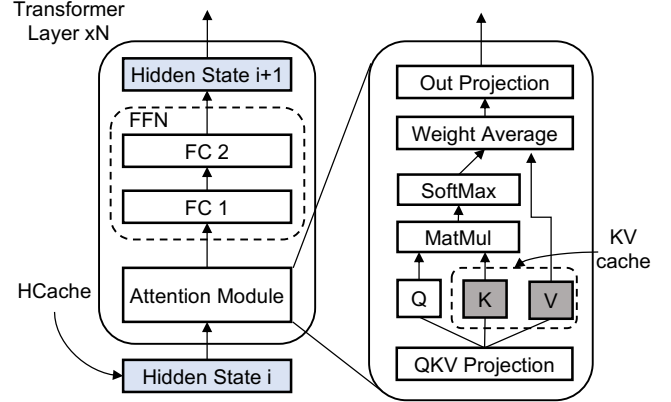 Transformer
Layer xN
Hidden State i+1
FFN
FC 2
FC 1
Attention Module
HCache
Hidden State i
Out Projection
Weight Average
SoftMax
MatMul
KV
cache
Q
K
V
QKV Projection